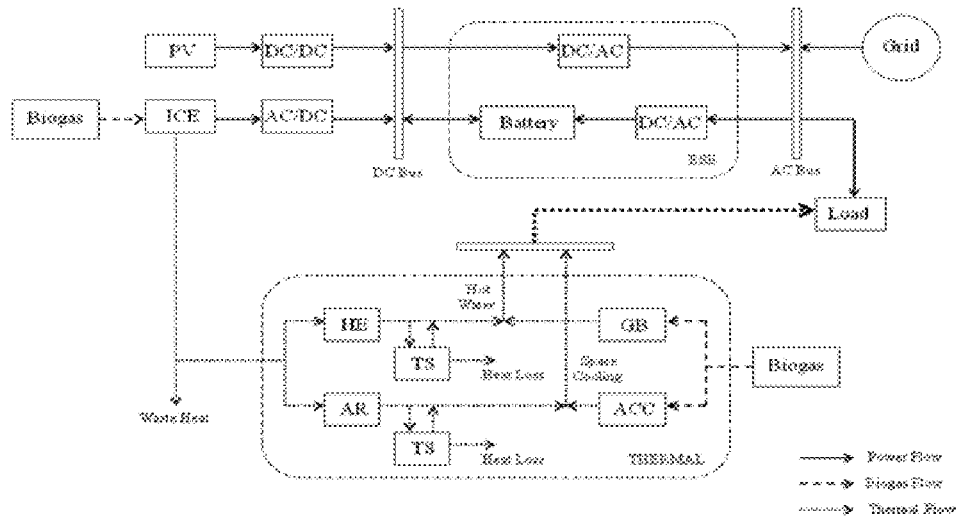 PV
DC/DC
DC/AC
Grid
Biogas
ICE
AC/DC
Battery
DC/AC
DC Bus
ESS
AC Bus
Load
Hot
Water
HE
GB
TS
Heat Loss
Space
Cooling
Biogas
AR
ACC
Waste Heat
TS
Heat Loss
THERMAL
Power Flow
Biogas Flow
Thermal Flow